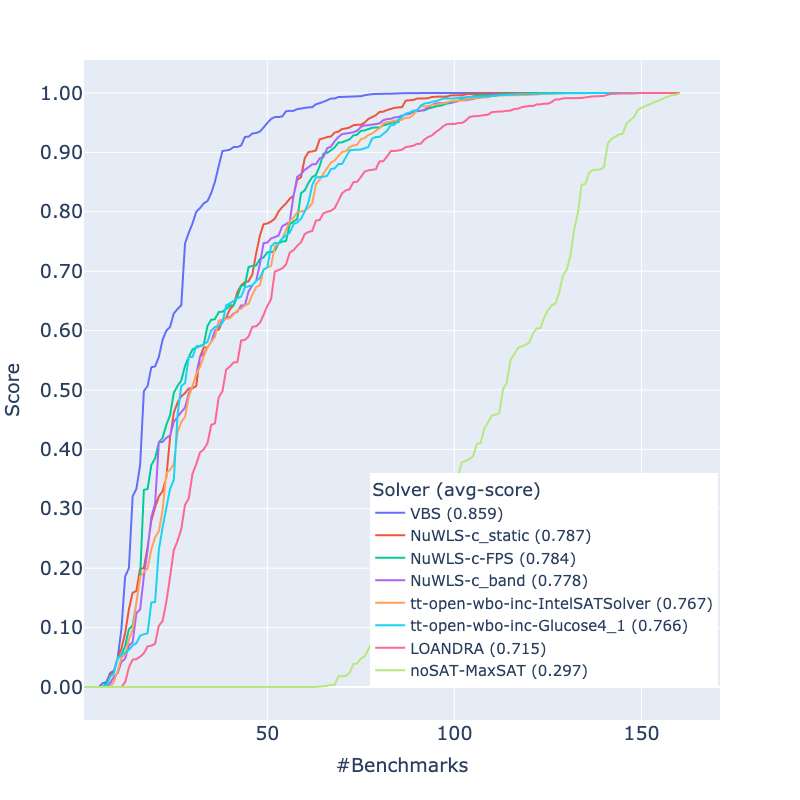 1.00
0.90
0.80
0.70
0.60
0.50
0.40
0.30
0.20
0.10
0.00
Score
50
100
150
#Benchmarks
Solver (avg-score)
VBS (0.859)
NuWLS-c_static (0.787)
NuWLS-c-FPS (0.784)
NuWLS-c_band (0.778)
tt-open-wbo-inc-IntelSATSolver (0.767)
tt-open-wbo-inc-Glucose4_1 (0.766)
LOANDRA (0.715)
noSAT-MaxSAT (0.297)